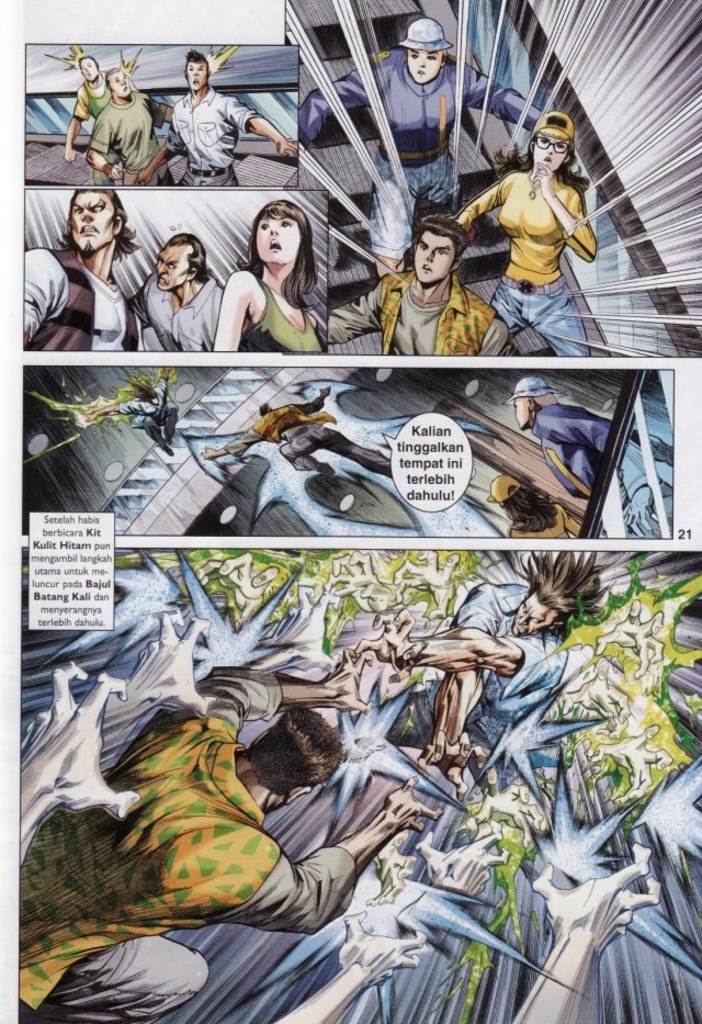 Kalian
tinggalkan
tempat ini
terlebih
dahulu!
21
Setelah habis
berbicara Kit
Kulit Hitam pun
mengambil langkah
utama untuk me-
luncur pada Bajul
Batang Kali dan
menyerangnya
terlebih dahulu.